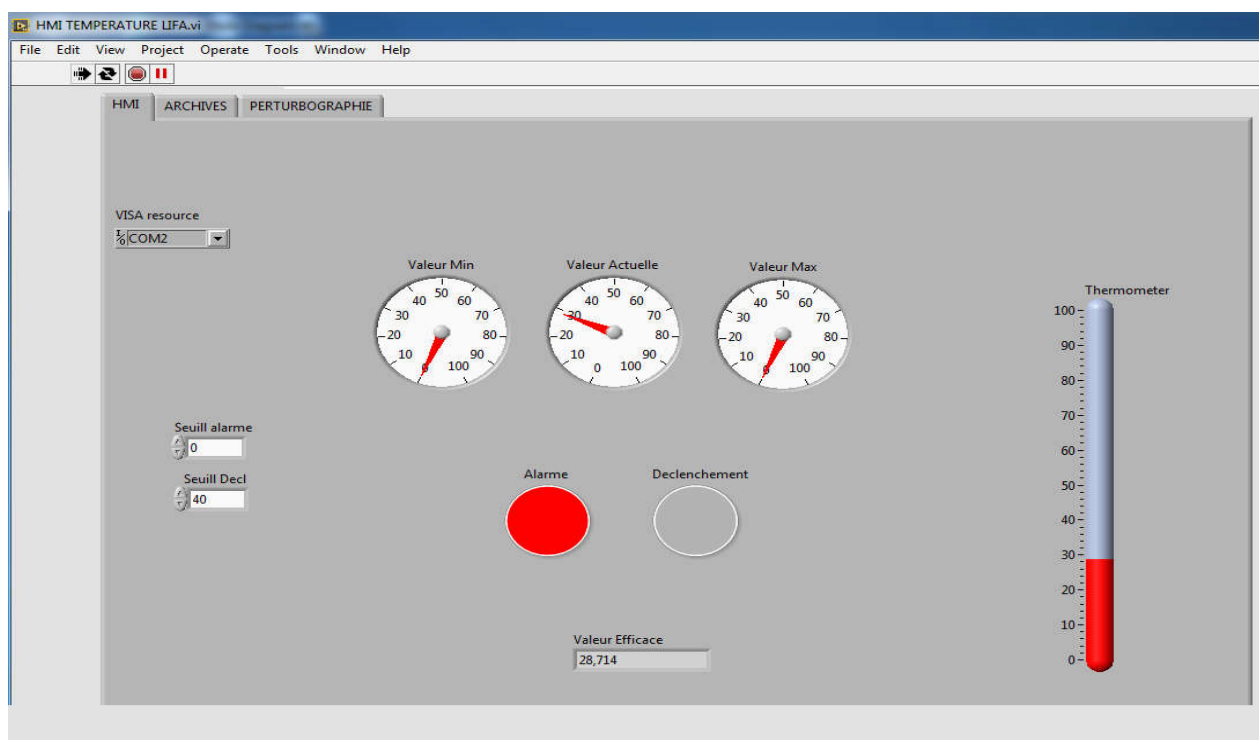 HMI TEMPERATURE LIFA.vi
File Edit View Project Operate Tools Window Help
HMI ARCHIVES PERTURBOGRAPHIE
VISA resource
COM2
Valeur Min
0 10 20 30 40 50 60 70 80 90 100
Valeur Actuelle
0 10 20 30 40 50 60 70 80 90 100
Valeur Max
0 10 20 30 40 50 60 70 80 90 100
Thermometer
100
90
80
70
60
50
40
30
20
10
0
Seuill alarme
0
Seuill Decl
40
Alarme
Declenchement
Valeur Efficace
28,714